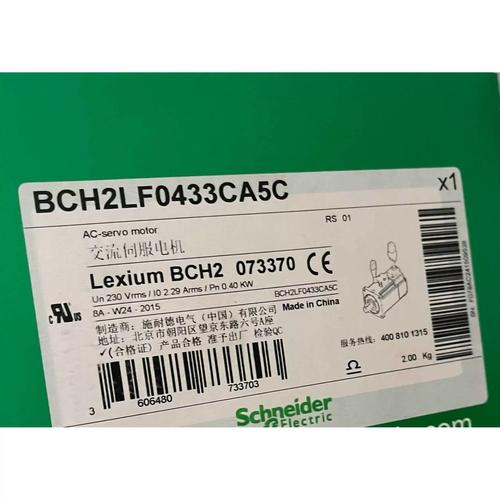 BCH2LF0433CA5C
x1
AC-servo motor
RS 01
交流伺服电机
Lexium BCH2 073370 CE
Un 230 Vrms / I0 2.29 Arms / Pn 0.40 KW
BCH2LF0433CA5C
8A - W24 - 2015
Made in China
制造商: 施耐德电气 (中国) 有限公司
地址: 北京市朝阳区望京东路六号A座
✓(合格证) 产品合格 准予出厂 检验QC
服务热线: 400 810 1315
2.00 Kg
3 606480 733703
Schneider
Electric
.com